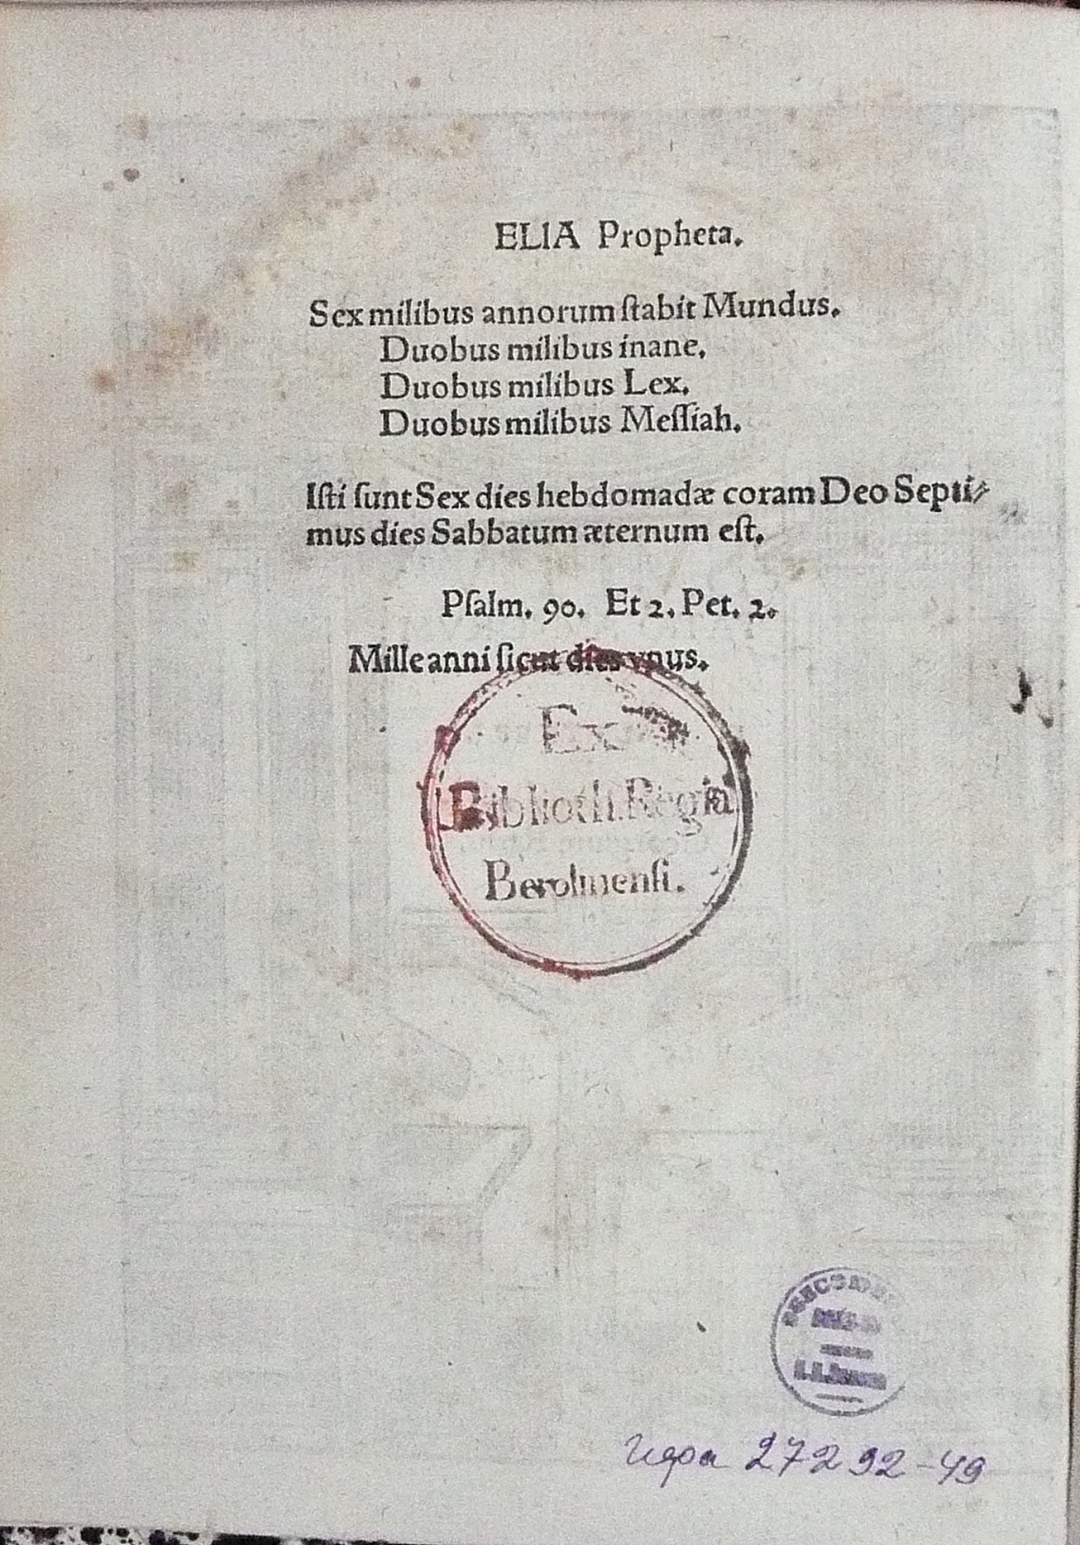 ELIA Propheta.
Sex milibus annorum ſtabit Mundus.
Duobus milibus inane.
Duobus milibus Lex.
Duobus milibus Meſſiah.
Iſti ſunt Sex dies hebdomadæ coram Deo Septi⸗
mus dies Sabbatum æternum eſt.
Pſalm. 90. Et 2. Pet. 2.
Mille anni ſicut dies vnus.
Ex
Biblioth. Regia
Berolinenſi.
27292-49